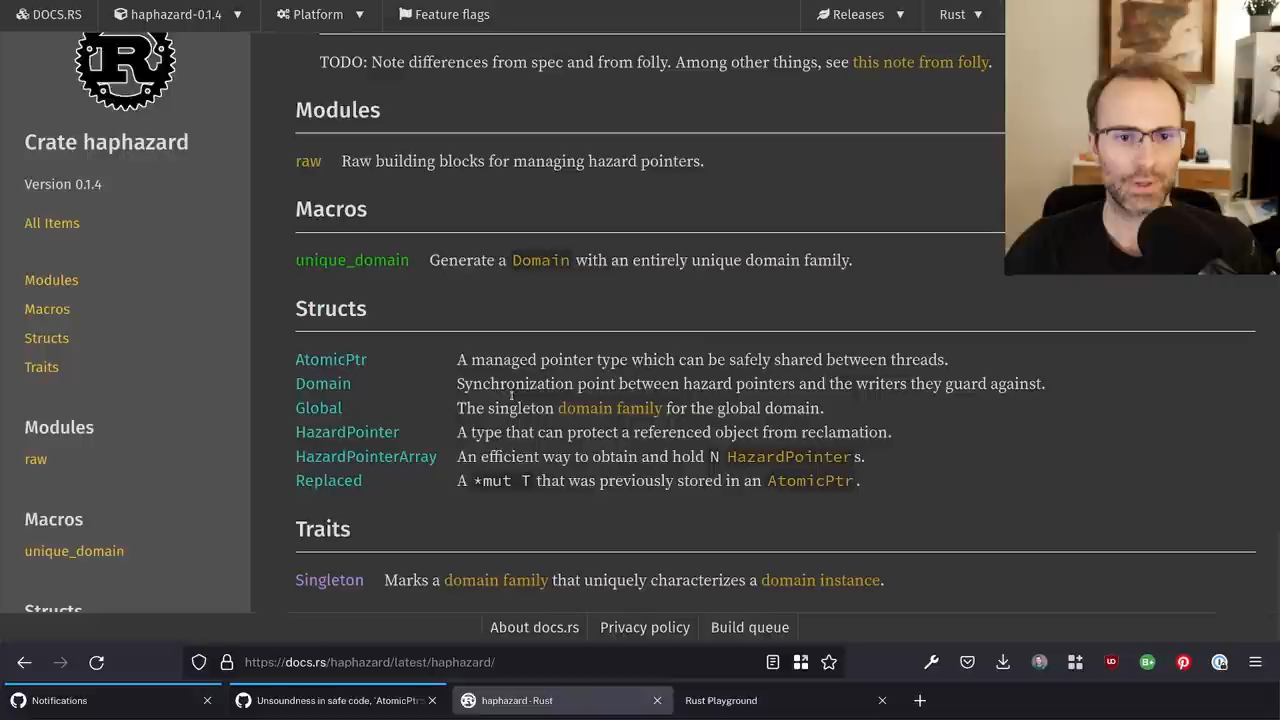 DOCS.RS haphazard-0.1.4 Platform Feature flags Releases Rust
Crate haphazard
Version 0.1.4
All Items
Modules
Macros
Structs
Traits
Modules
raw
Macros
unique_domain
Structs
TODO: Note differences from spec and from folly. Among other things, see this note from folly.
Modules
raw Raw building blocks for managing hazard pointers.
Macros
unique_domain Generate a Domain with an entirely unique domain family.
Structs
AtomicPtr A managed pointer type which can be safely shared between threads.
Domain Synchronization point between hazard pointers and the writers they guard against.
Global The singleton domain family for the global domain.
HazardPointer A type that can protect a referenced object from reclamation.
HazardPointerArray An efficient way to obtain and hold N HazardPointers.
Replaced A *mut T that was previously stored in an AtomicPtr.
Traits
Singleton Marks a domain family that uniquely characterizes a domain instance.
About docs.rs Privacy policy Build queue
https://docs.rs/haphazard/latest/haphazard/
Notifications Unsoundness in safe code, `AtomicPtr haphazard - Rust Rust Playground